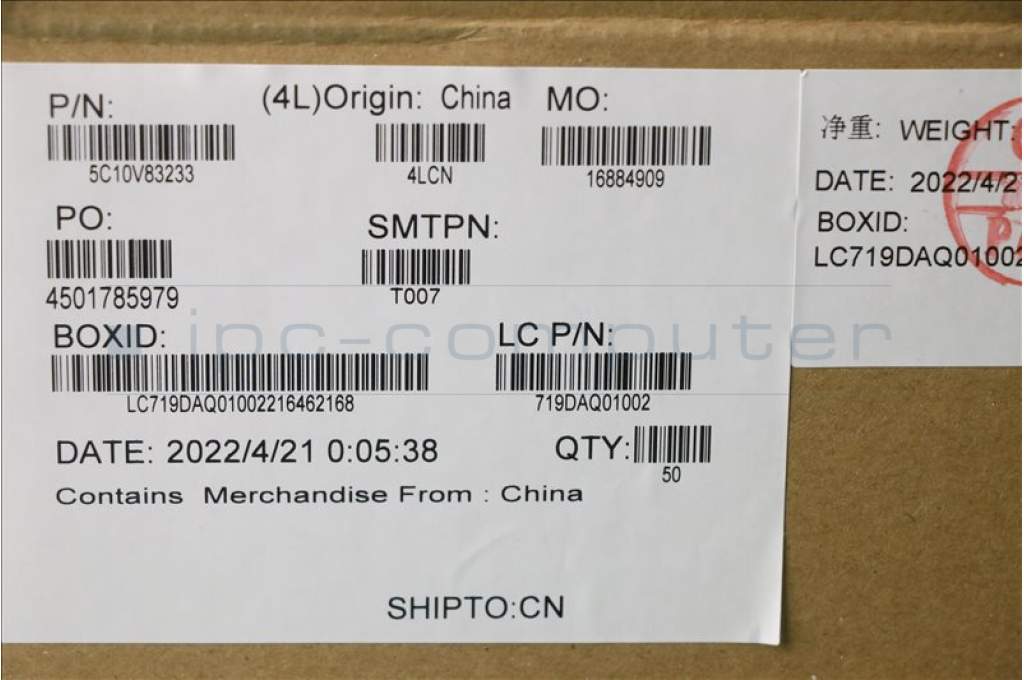 P/N:
5C10V83233
(4L)Origin: China
4LCN
MO:
16884909
PO:
4501785979
SMTPN:
T007
BOXID:
LC719DAQ01002216462168
LC P/N:
719DAQ01002
DATE: 2022/4/21 0:05:38
QTY:
50
Contains Merchandise From : China
SHIPTO:CN
净重: WEIGHT:
DATE: 2022/4/2
BOXID:
LC719DAQ01002
ipc-computer